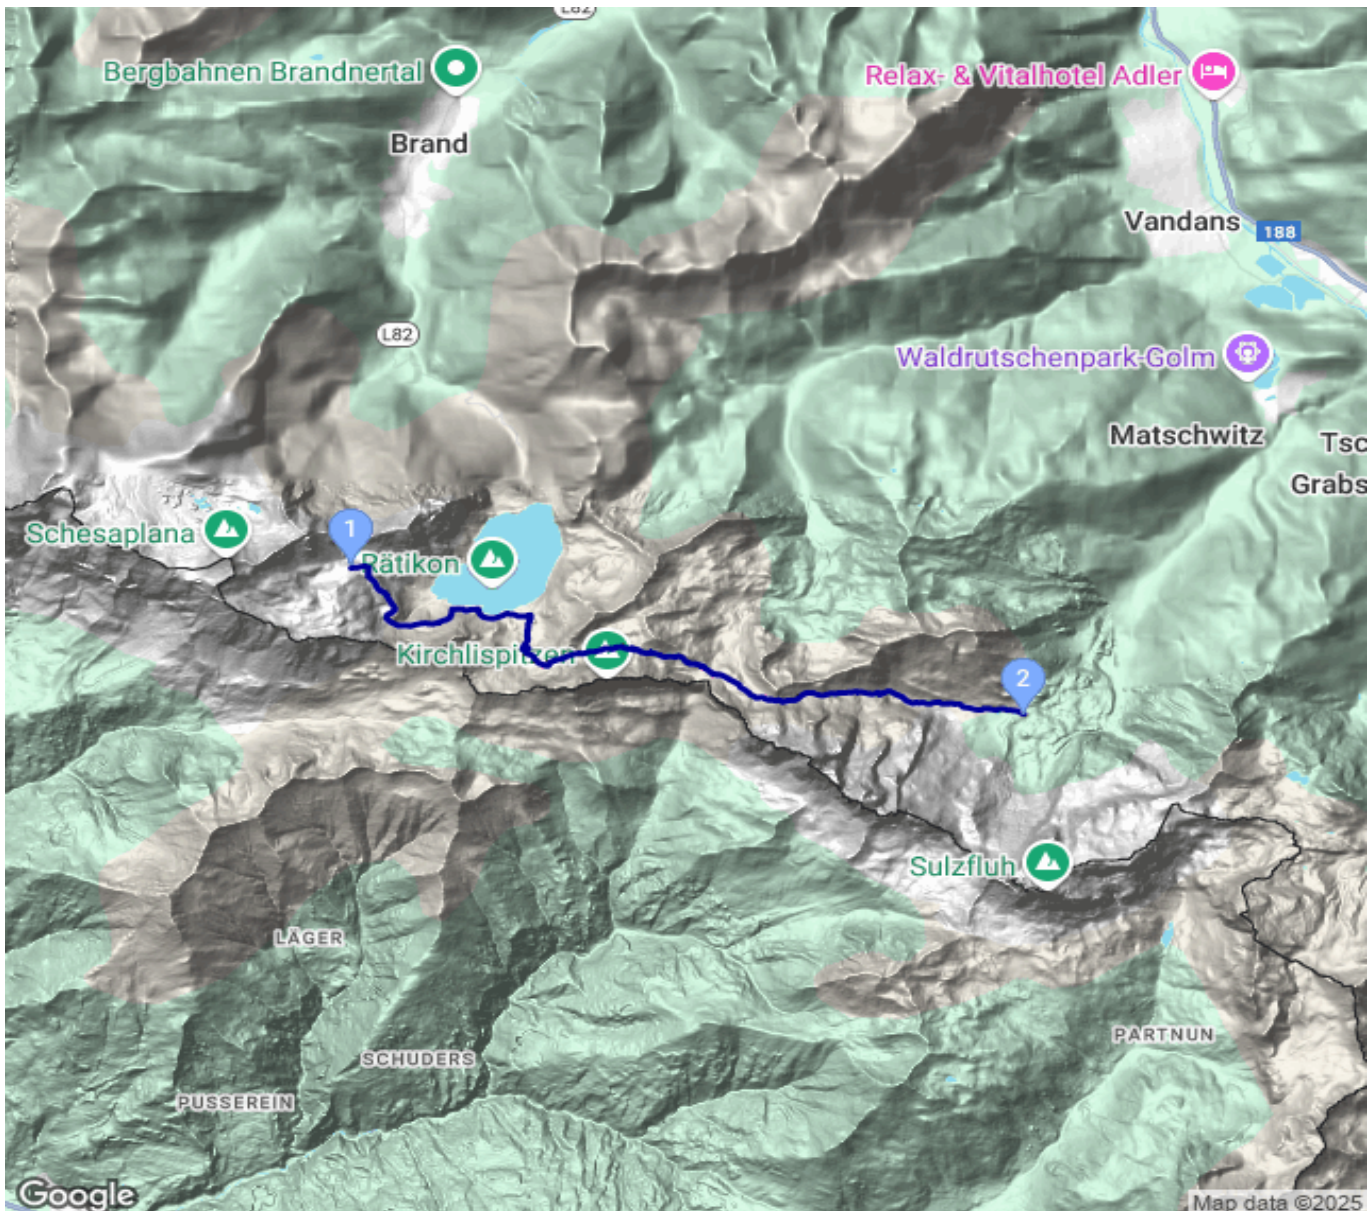 L82
Bergbahnen Brandnertal
Relax- & Vitalhotel Adler
Brand
Vandans
188
L82
Waldrutschenpark-Golm
Matschwitz
Tsc
Grabs
Schesaplana
1
Rätikon
Kirchlispitzen
2
Sulzfluh
LÄGER
PARTNUN
SCHUDERS
PUSSEREIN
Google
Map data ©2025